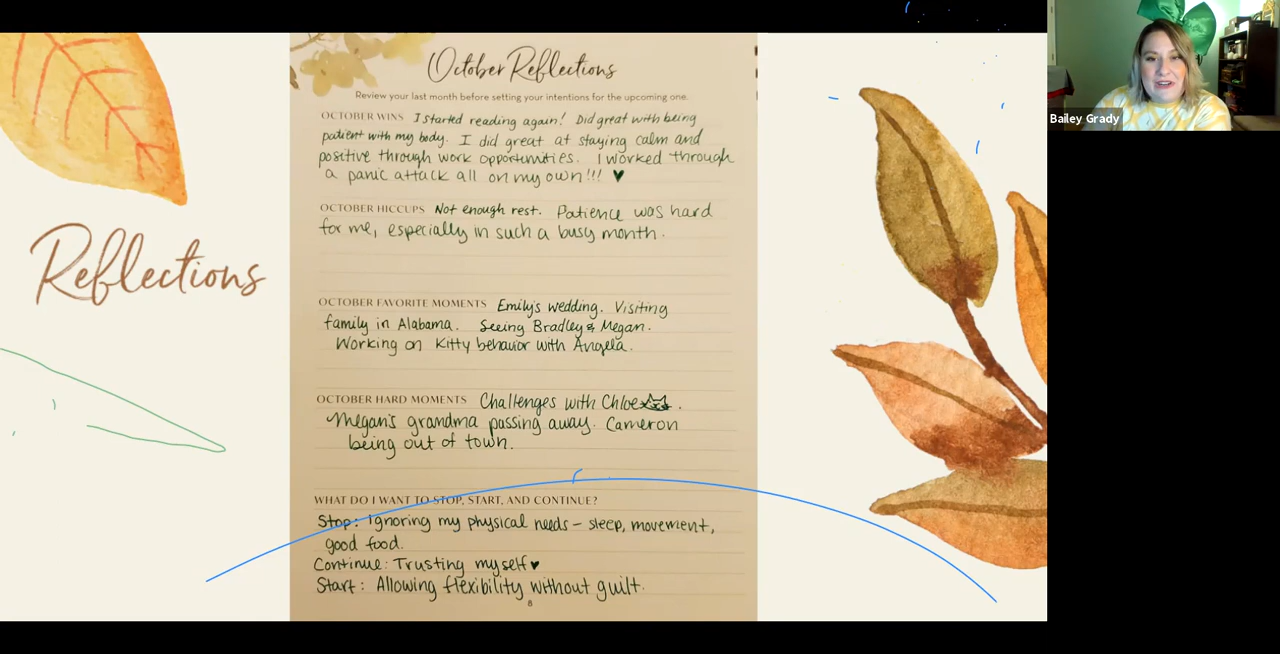 Bailey Grady
Reflections
October Reflections
Review your last month before setting your intentions for the upcoming one.
OCTOBER WINS I started reading again! Did great with being
patient with my body. I did great at staying calm and
positive through work opportunities. I worked through
a panic attack all on my own!!! ♥
OCTOBER HICCUPS Not enough rest. Patience was hard
for me, especially in such a busy month.
OCTOBER FAVORITE MOMENTS Emily's wedding. Visiting
family in Alabama. Seeing Bradley & Megan.
Working on Kitty behavior with Angela.
OCTOBER HARD MOMENTS Challenges with Chloe.
Megan's grandma passing away. Cameron
being out of town.
WHAT DO I WANT TO STOP, START, AND CONTINUE?
Stop: Ignoring my physical needs – sleep, movement,
good food.
Continue: Trusting myself ♥
Start: Allowing flexibility without guilt.
8